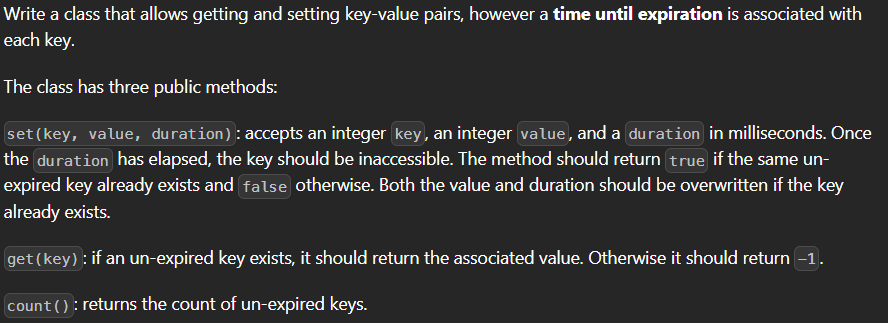 Write a class that allows getting and setting key-value pairs, however a time until expiration is associated with
each key.
The class has three public methods:
set(key, value, duration): accepts an integer key, an integer value, and a duration in milliseconds. Once
the duration has elapsed, the key should be inaccessible. The method should return true if the same un-
expired key already exists and false otherwise. Both the value and duration should be overwritten if the key
already exists.
get(key): if an un-expired key exists, it should return the associated value. Otherwise it should return -1.
count(): returns the count of un-expired keys.